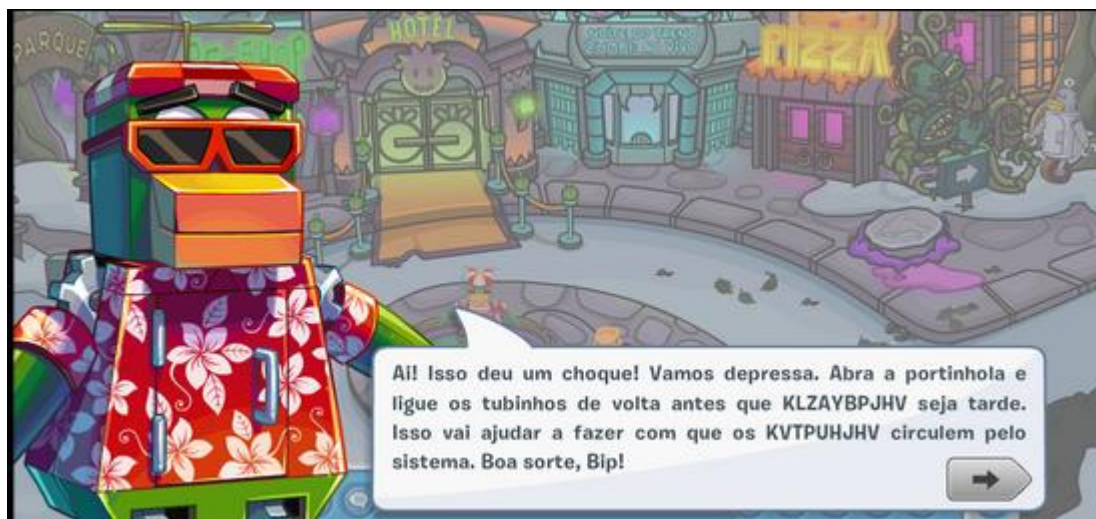 PARQUE
HOTEL
PIZZA
Ai! Isso deu um choque! Vamos depressa. Abra a portinhola e
ligue os tubinhos de volta antes que KLZAYBPJHV seja tarde.
Isso vai ajudar a fazer com que os KVTPUHJHV circulem pelo
sistema. Boa sorte, Bip!